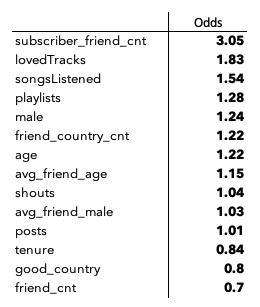 Odds
subscriber_friend_cnt 3.05
lovedTracks 1.83
songsListened 1.54
playlists 1.28
male 1.24
friend_country_cnt 1.22
age 1.22
avg_friend_age 1.15
shouts 1.04
avg_friend_male 1.03
posts 1.01
tenure 0.84
good_country 0.8
friend_cnt 0.7